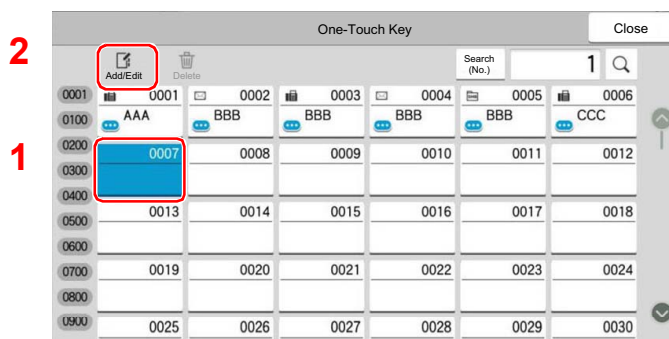 One-Touch Key
Close
2
Add/Edit
Delete
Search
(No.)
1
0001
0100
0200
0300
0400
0500
0600
0700
0800
0900
1
0001 0002 0003 0004 0005 0006
AAA BBB BBB BBB BBB CCC
0007 0008 0009 0010 0011 0012
0013 0014 0015 0016 0017 0018
0019 0020 0021 0022 0023 0024
0025 0026 0027 0028 0029 0030